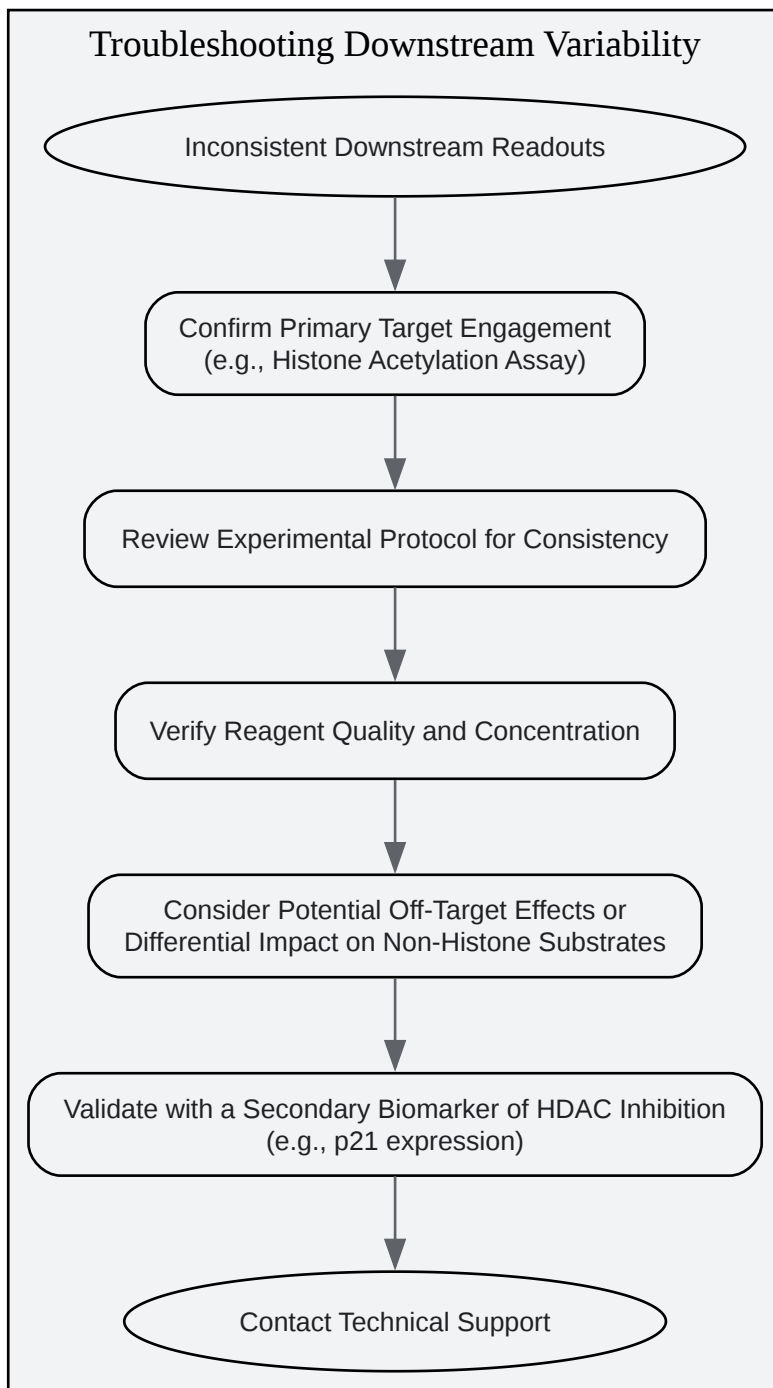 Troubleshooting Downstream Variability
Inconsistent Downstream Readouts
Confirm Primary Target Engagement
(e.g., Histone Acetylation Assay)
Review Experimental Protocol for Consistency
Verify Reagent Quality and Concentration
Consider Potential Off-Target Effects or
Differential Impact on Non-Histone Substrates
Validate with a Secondary Biomarker of HDAC Inhibition
(e.g., p21 expression)
Contact Technical Support